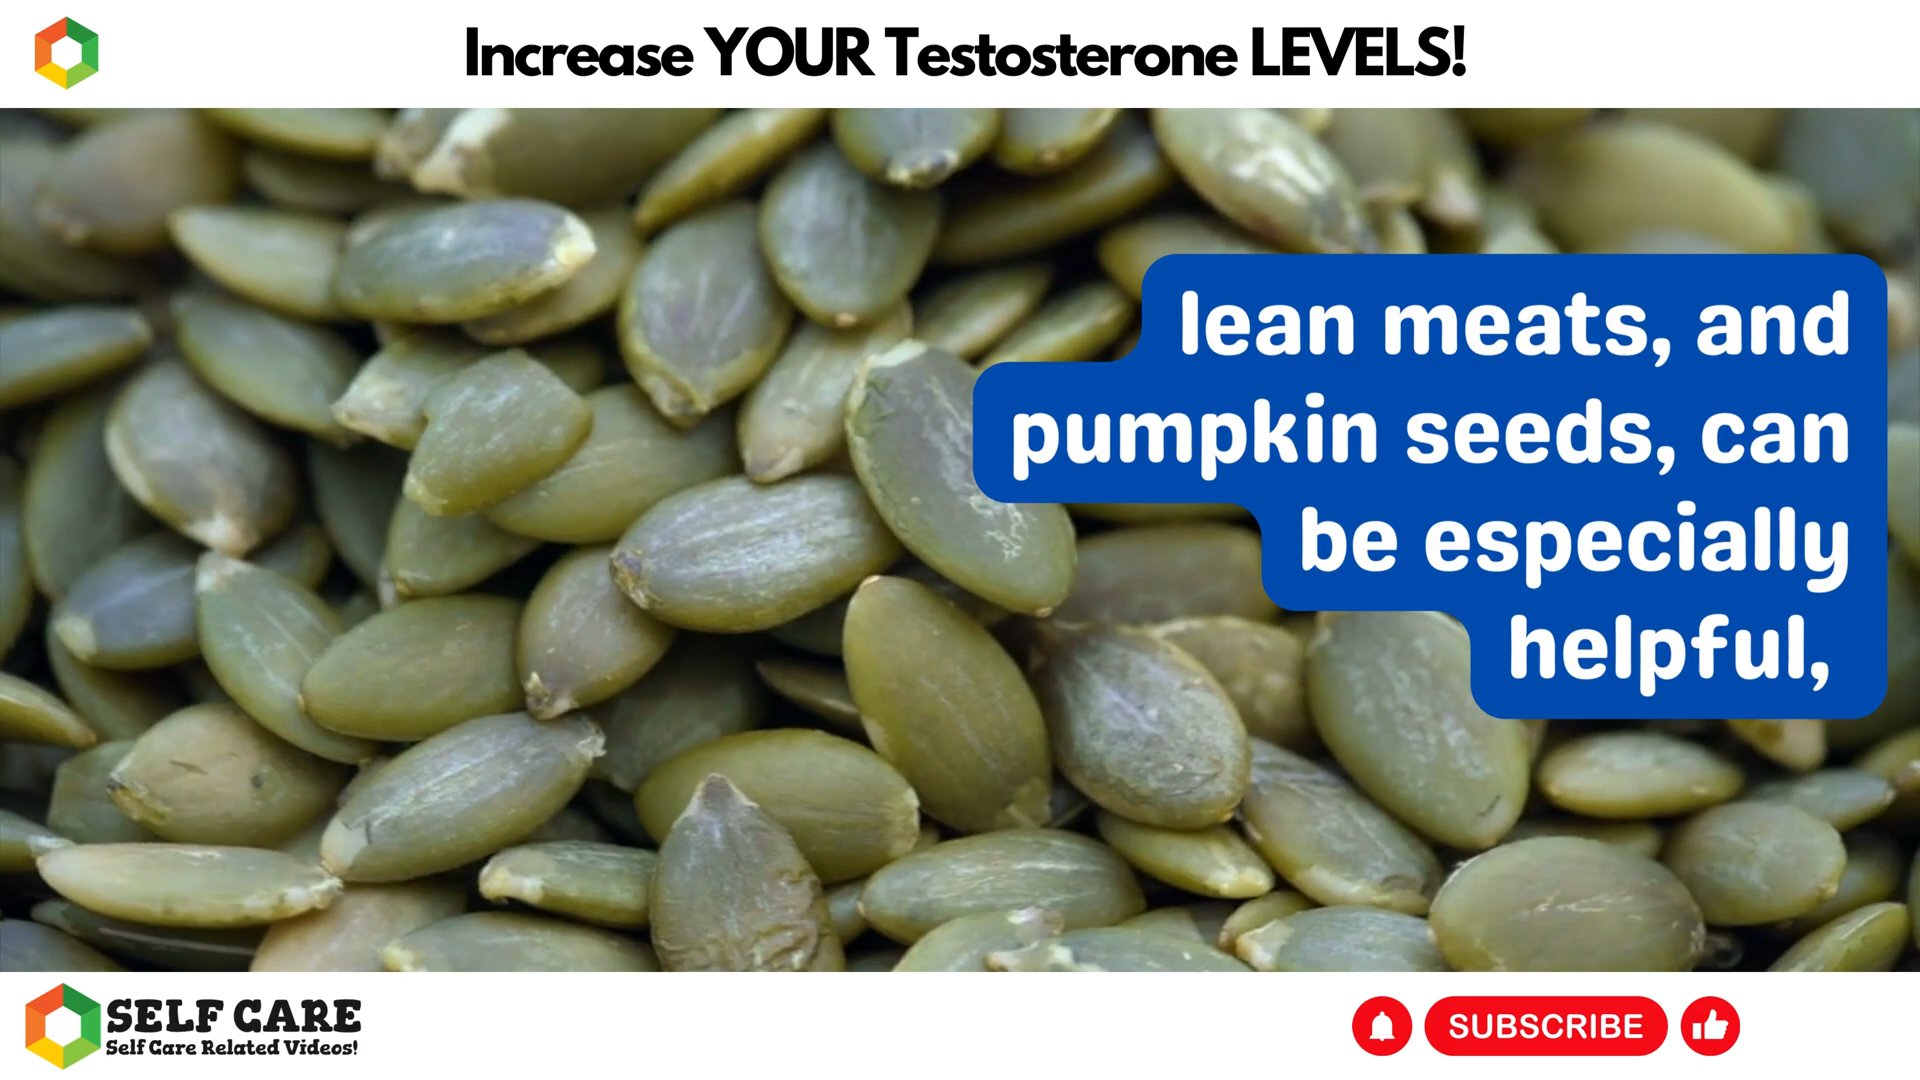 Increase YOUR Testosterone LEVELS!
lean meats, and
pumpkin seeds, can
be especially
helpful,
SELF CARE
Self Care Related Videos!
SUBSCRIBE